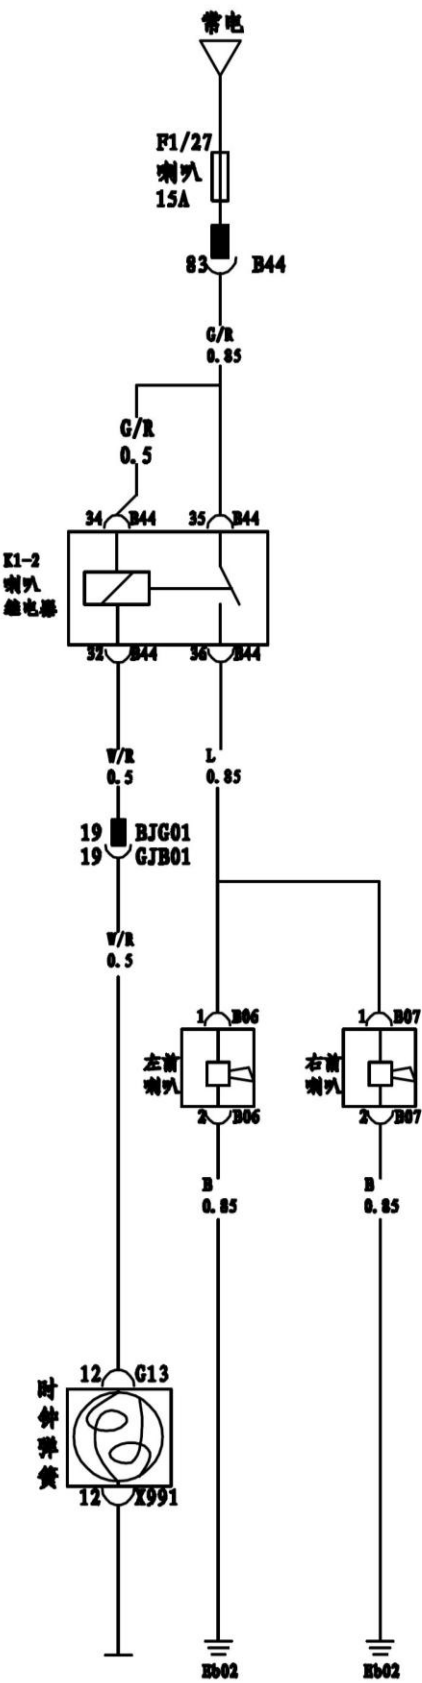 常电
F1/27
喇叭
15A
83 B44
G/R
0.85
G/R
0.5
34 B44 35 B44
K1-2
喇叭
继电器
32 B44 36 B44
W/R
0.5
L
0.85
19 BJG01
19 GJB01
W/R
0.5
1 B06 1 B07
左前
喇叭
右前
喇叭
2 B06 2 B07
B
0.85
B
0.85
12 G13
时
钟
弹
簧
12 X991
Eb02 Eb02